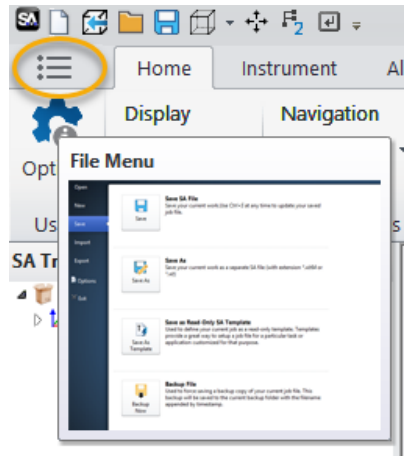 SA
2
Home Instrument Al
Display Navigation
Opt
File Menu
Us
s
SA Tr
Open
New
Save
Import
Export
Options
Exit
Save
Save SA File
Save your current work.Use Ctrl+S at any time to update your saved
job file.
Save As
Save As
Save your current work as a separate SA file (with extension ".xit64 or
".xit)
Save As
Template
Save as Read-Only SA Template
Used to define your current job as a read-only template. Templates
provide a great way to setup a job file for a particular task or
application customized for that purpose.
Backup
Now
Backup File
Used to force saving a backup copy of your current job file. This
backup will be saved to the current backup folder with the filename
appended by timestamp.